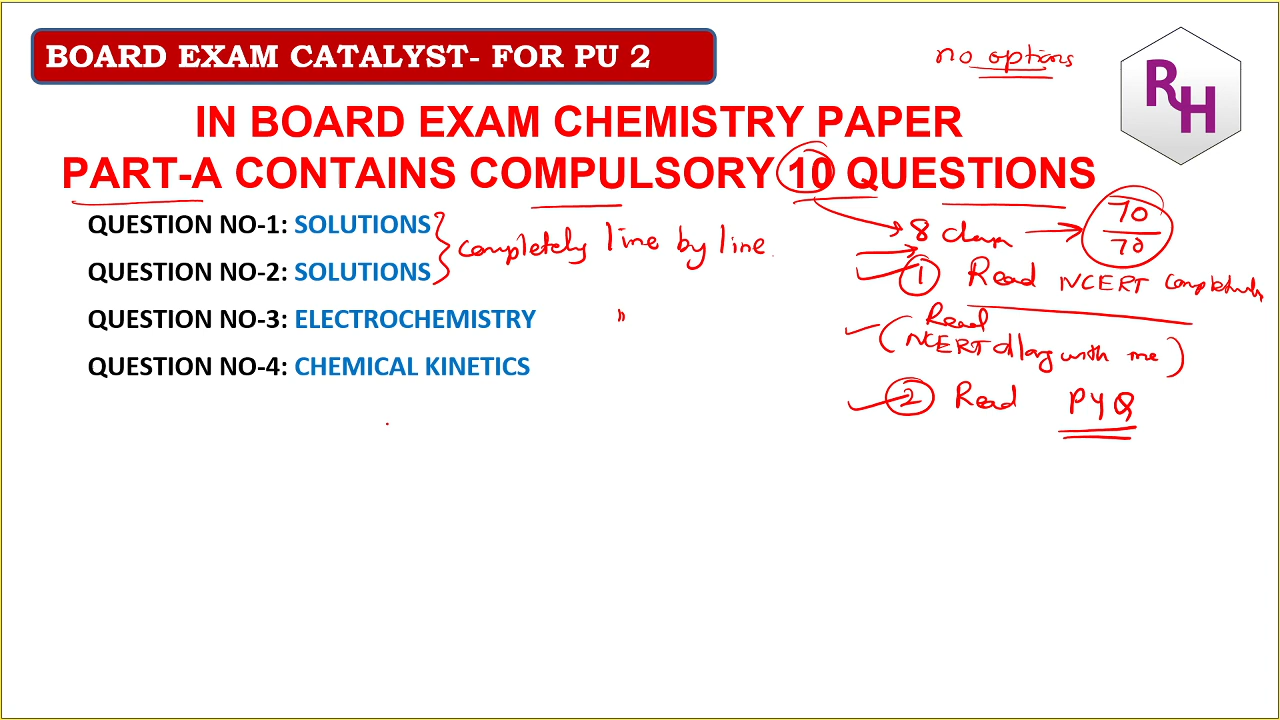 BOARD EXAM CATALYST- FOR PU 2
no options
RH
IN BOARD EXAM CHEMISTRY PAPER
PART-A CONTAINS COMPULSORY 10 QUESTIONS
QUESTION NO-1: SOLUTIONS
QUESTION NO-2: SOLUTIONS
completely line by line.
QUESTION NO-3: ELECTROCHEMISTRY "
QUESTION NO-4: CHEMICAL KINETICS
8 class
70
70
1 Read NCERT completely
Read
(NCERT along with me)
2 Read PYQ